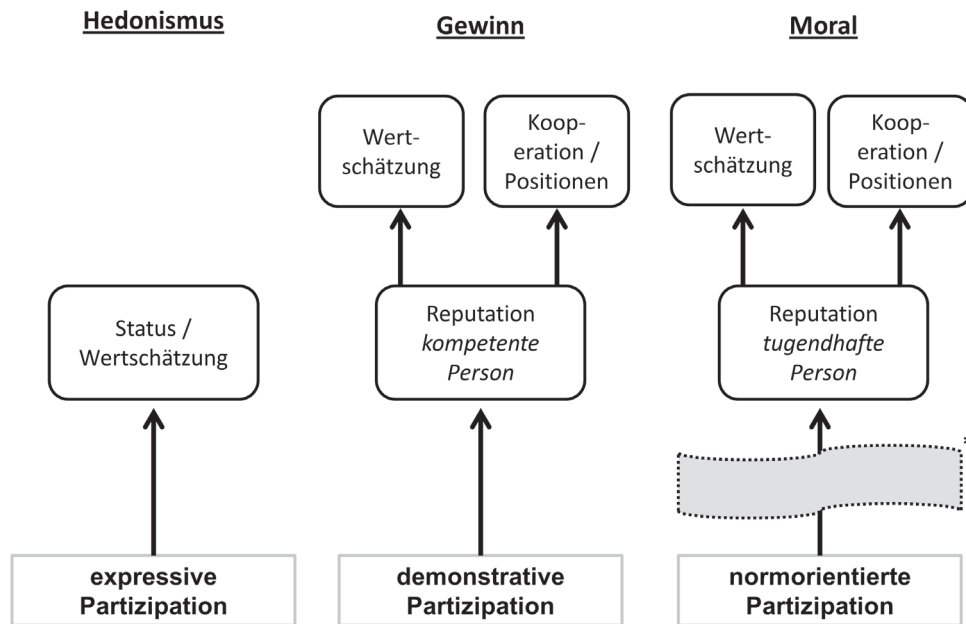 Hedonismus
Gewinn
Moral
Wert-
schätzung
Koop-
eration /
Positionen
Wert-
schätzung
Koop-
eration /
Positionen
Status /
Wertschätzung
Reputation
kompetente
Person
Reputation
tugendhafte
Person
*
expressive
Partizipation
demonstrative
Partizipation
normorientierte
Partizipation